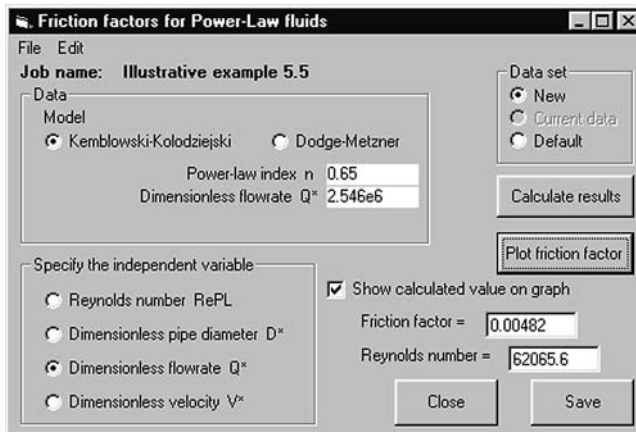 Friction factors for Power-Law fluids
File Edit
Job name: Illustrative example 5.5
Data
Model
Kemblowski-Kolodziejski Dodge-Metzner
Power-law index n 0.65
Dimensionless flowrate Q* 2.546e6
Data set
New
Current data
Default
Calculate results
Plot friction factor
Specify the independent variable
Reynolds number RePL
Dimensionless pipe diameter D*
Dimensionless flowrate Q*
Dimensionless velocity V*
Show calculated value on graph
Friction factor = 0.00482
Reynolds number = 62065.6
Close Save